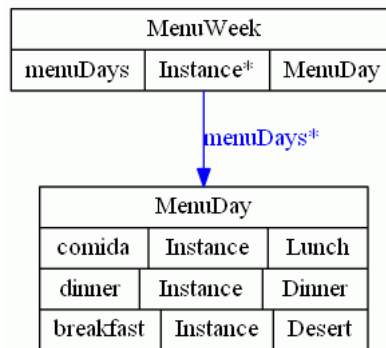 MenuWeek
menuDays Instance* MenuDay
menuDays*
MenuDay
comida Instance Lunch
dinner Instance Dinner
breakfast Instance Desert